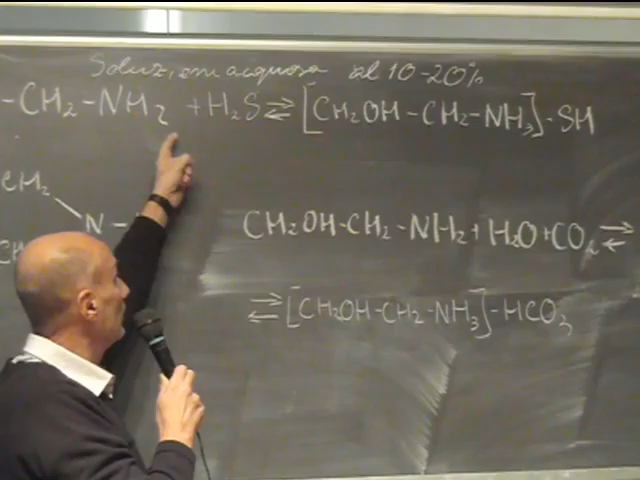 Soluzione acquosa al 10-20%
-CH2-NH2 +H2S⇌[CH2OH-CH2-NH3]-SH
CH2
N-
CH2OH-CH2-NH2+H2O+CO2⇌
CH
⇌[CH2OH-CH2-NH3]-HCO3